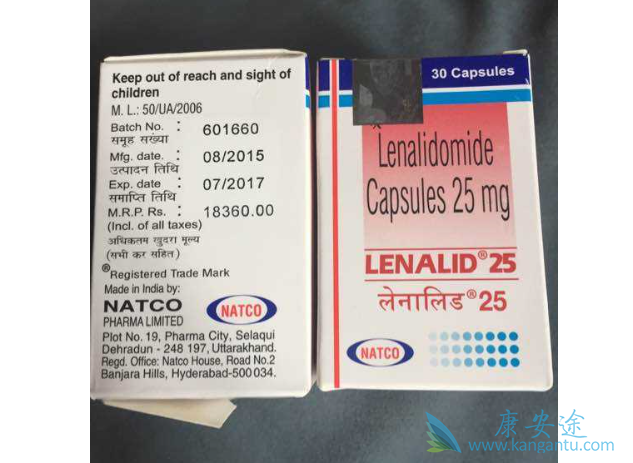 Keep out of reach and sight of
children
M. L.: 50/UA/2006
Batch No. : 601660
समूह सख्या
Mfg. date. : 08/2015
उत्पादन तिथि
Exp. date : 07/2017
समाप्ति तिथि
M.R.P. Rs. : 18360.00
(Incl. of all taxes)
अधिकतम खुदरा मूल्य
(सभी कर सहित)
®Registered Trade Mark
Made in India by:
NATCO
PHARMA LIMITED
NATCO
Plot No. 19, Pharma City, Selaqui
Dehradun - 248 197, Uttarakhand.
Regd. Office: Natco House, Road No.2
Banjara Hills, Hyderabad-500 034.
30 Capsules
Lenalidomide
Capsules 25 mg
LENALID® 25
लेनालिड® 25
NATCO
康安途
www.kangantu.com